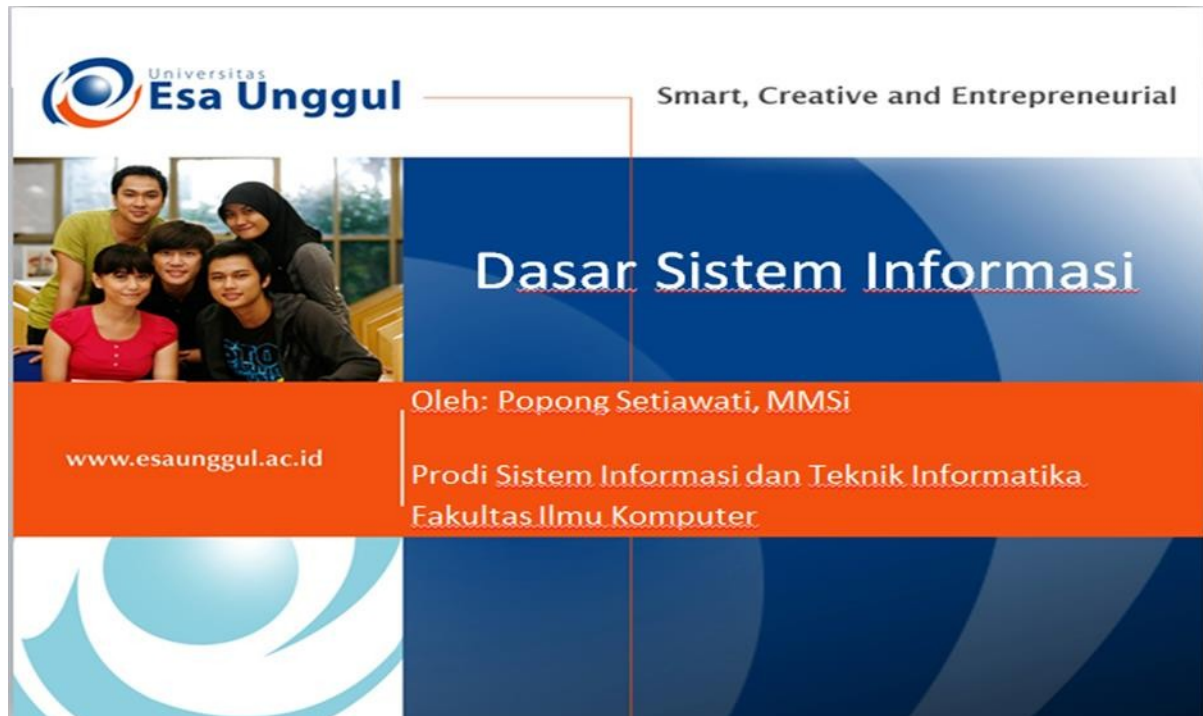 Universitas
Esa Unggul
Smart, Creative and Entrepreneurial
Dasar Sistem Informasi
Oleh: Popong Setiawati, MMSi
www.esaunggul.ac.id
Prodi Sistem Informasi dan Teknik Informatika
Fakultas Ilmu Komputer